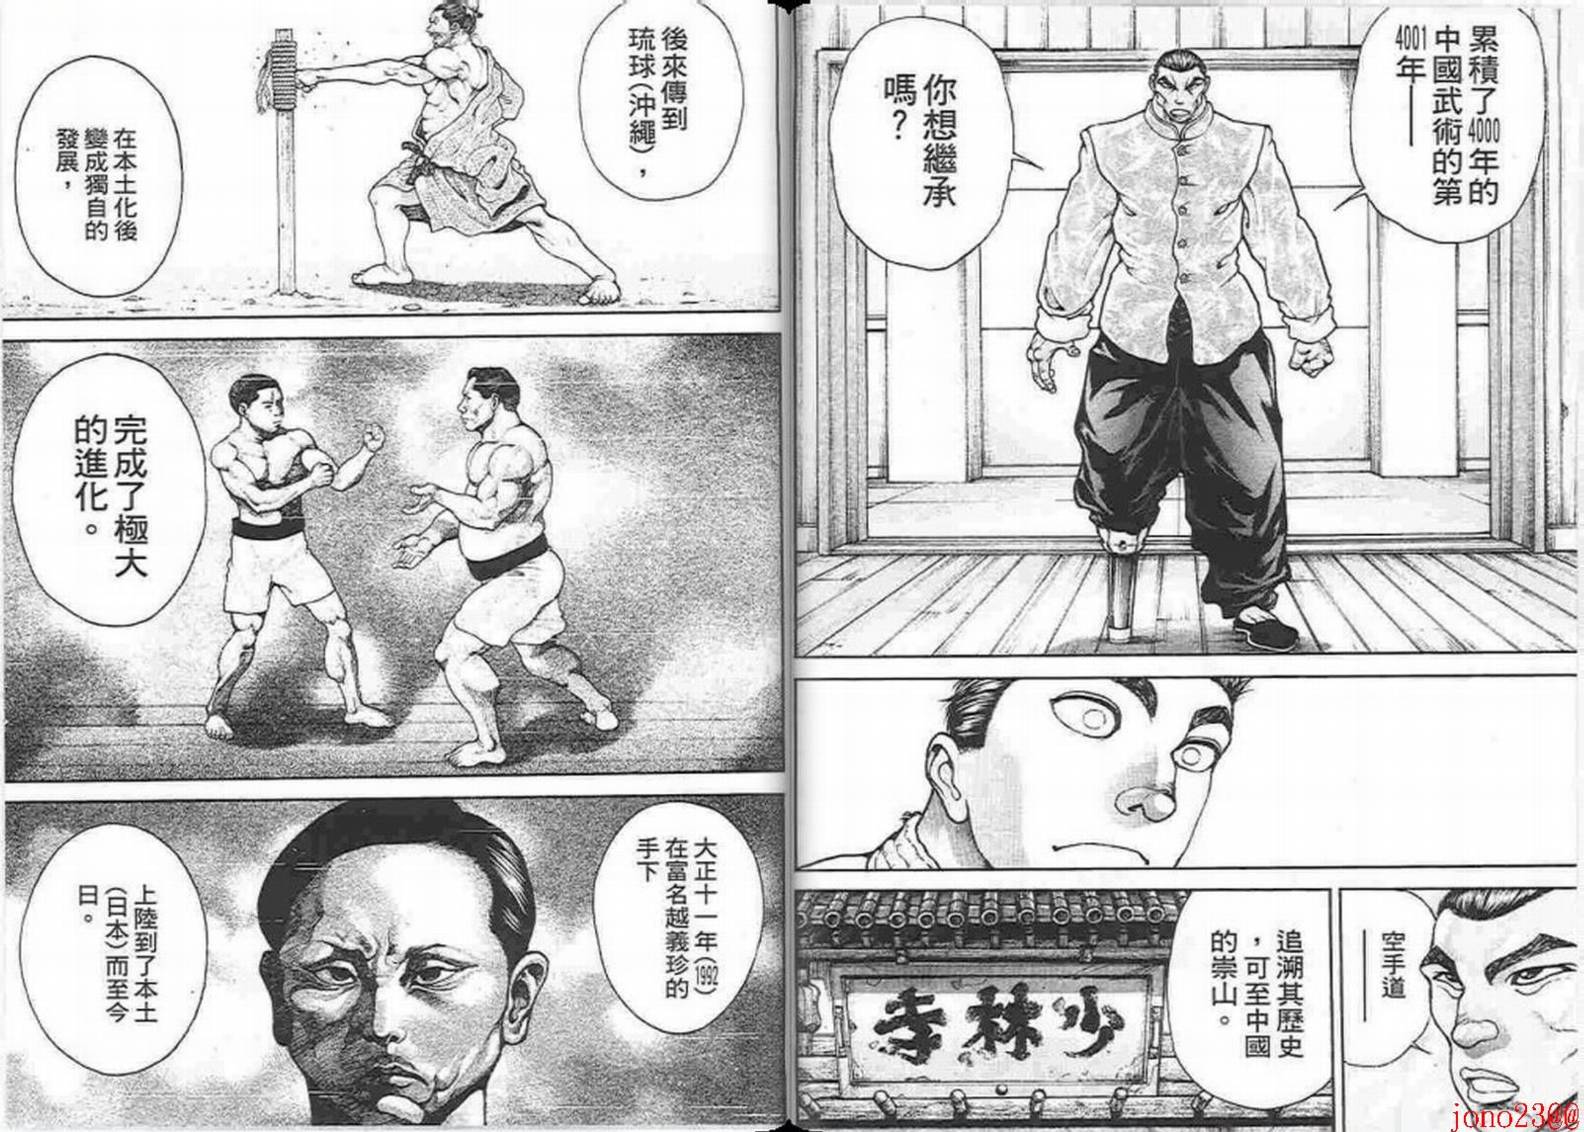 累積了4000年的
中國武術的第
4001年——
你想繼承
嗎？
空手道
——
追溯其歷史
，可至中國
的崇山。
少林寺
後來傳到
琉球（沖繩），
在本土化後
變成獨自的
發展，
完成了極大
的進化。
大正十一年（1992
在富名越義珍的
手下
上陸到了本土
（日本）而至今
日。
jono23@@